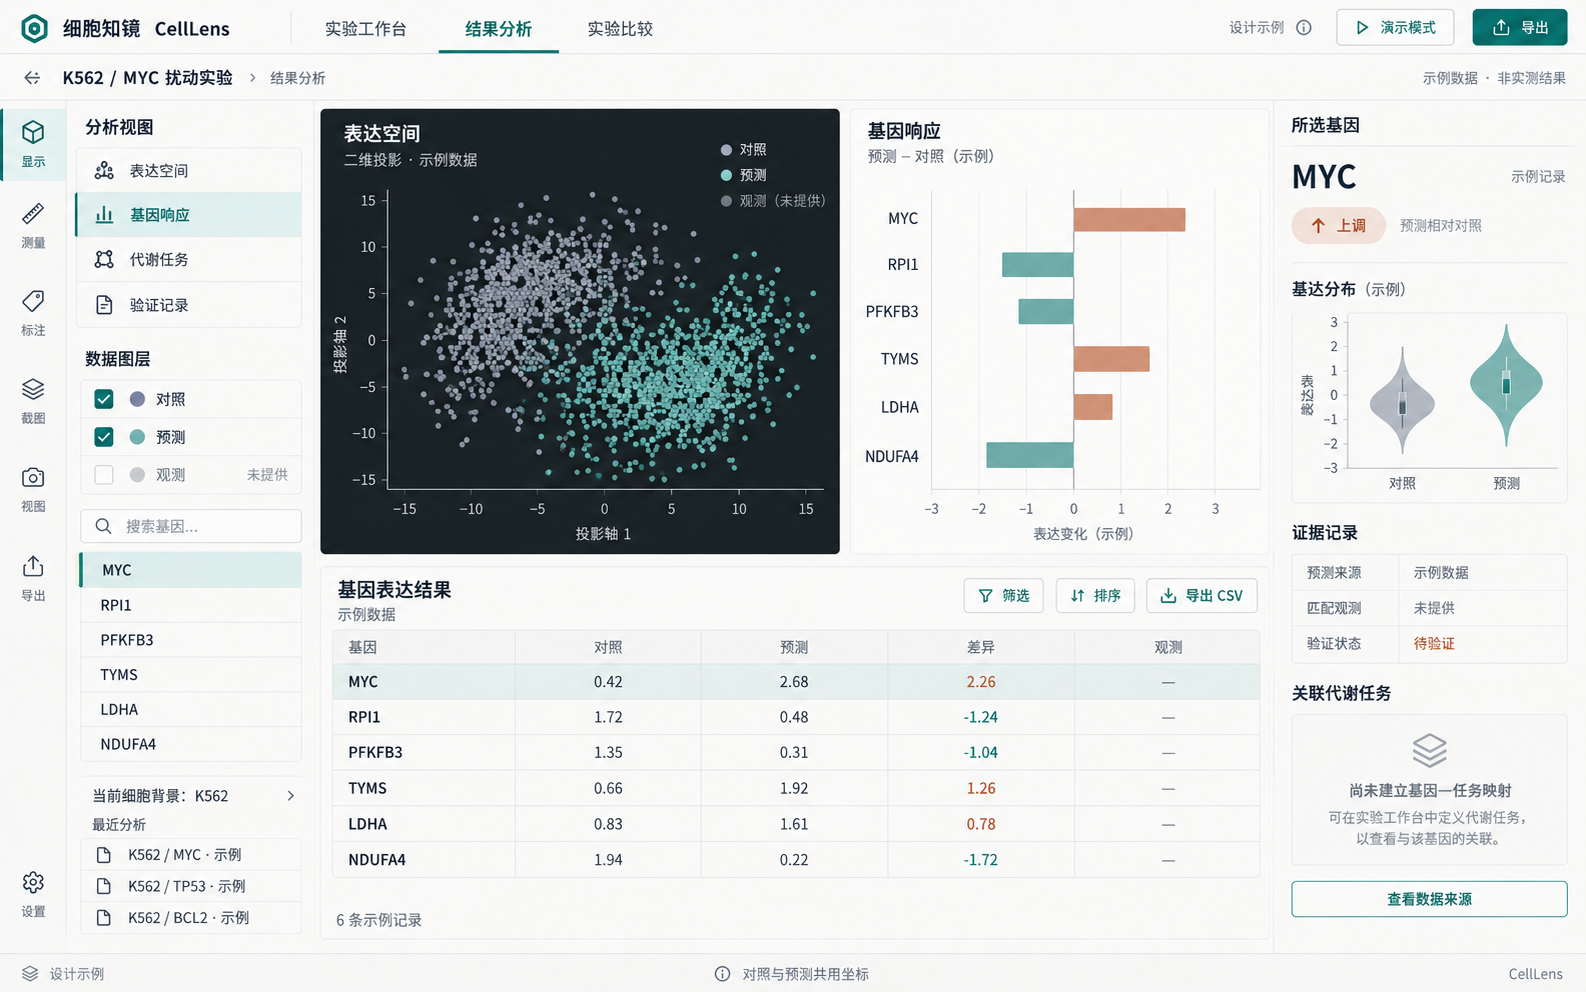 细胞知镜 CellLens
实验工作台
结果分析
实验比较
设计示例
演示模式
导出
K562 / MYC 扰动实验 › 结果分析
示例数据 · 非实测结果
显示
测量
标注
截图
视图
导出
设置
分析视图
表达空间
基因响应
代谢任务
验证记录
数据图层
对照
预测
观测 未提供
搜索基因...
MYC
RPI1
PFKFB3
TYMS
LDHA
NDUFA4
当前细胞背景：K562
最近分析
K562 / MYC · 示例
K562 / TP53 · 示例
K562 / BCL2 · 示例
表达空间
二维投影 · 示例数据
对照
预测
观测（未提供）
15
10
5
0
−5
−10
−15
投影轴 2
−15 −10 −5 0 5 10 15
投影轴 1
基因响应
预测 – 对照（示例）
MYC
RPI1
PFKFB3
TYMS
LDHA
NDUFA4
−3 −2 −1 0 1 2 3
表达变化（示例）
基因表达结果
示例数据
筛选
排序
导出 CSV
基因 对照 预测 差异 观测
MYC 0.42 2.68 2.26 —
RPI1 1.72 0.48 -1.24 —
PFKFB3 1.35 0.31 -1.04 —
TYMS 0.66 1.92 1.26 —
LDHA 0.83 1.61 0.78 —
NDUFA4 1.94 0.22 -1.72 —
6 条示例记录
所选基因
MYC 示例记录
上调 预测相对对照
基达分布（示例）
3
2
1
0
−1
−2
−3
表达表
对照 预测
证据记录
预测来源 示例数据
匹配观测 未提供
验证状态 待验证
关联代谢任务
尚未建立基因—任务映射
可在实验工作台中定义代谢任务，
以查看与该基因的关联。
查看数据来源
设计示例
对照与预测共用坐标
CellLens